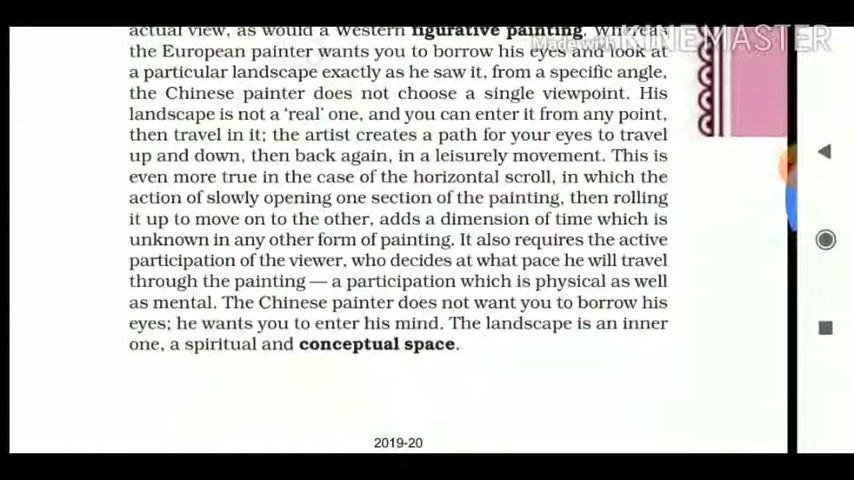 actual view, as would a Western figurative painting. Whereas
Made with KINEMASTER
the European painter wants you to borrow his eyes and look at
a particular landscape exactly as he saw it, from a specific angle,
the Chinese painter does not choose a single viewpoint. His
landscape is not a ‘real’ one, and you can enter it from any point,
then travel in it; the artist creates a path for your eyes to travel
up and down, then back again, in a leisurely movement. This is
even more true in the case of the horizontal scroll, in which the
action of slowly opening one section of the painting, then rolling
it up to move on to the other, adds a dimension of time which is
unknown in any other form of painting. It also requires the active
participation of the viewer, who decides at what pace he will travel
through the painting — a participation which is physical as well
as mental. The Chinese painter does not want you to borrow his
eyes; he wants you to enter his mind. The landscape is an inner
one, a spiritual and conceptual space.
2019-20